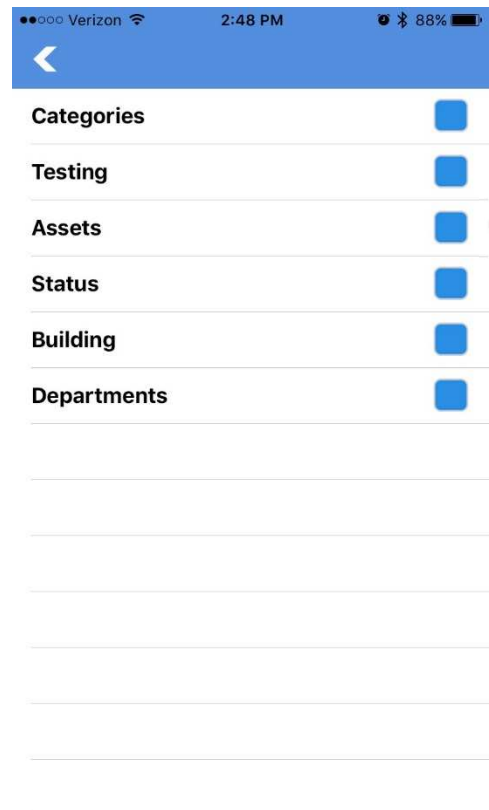 Verizon 2:48 PM 88%
Categories
Testing
Assets
Status
Building
Departments